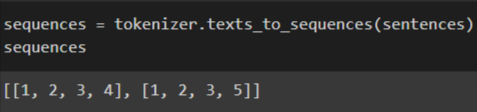 sequences = tokenizer.texts_to_sequences(sentences)
sequences
[[1, 2, 3, 4], [1, 2, 3, 5]]